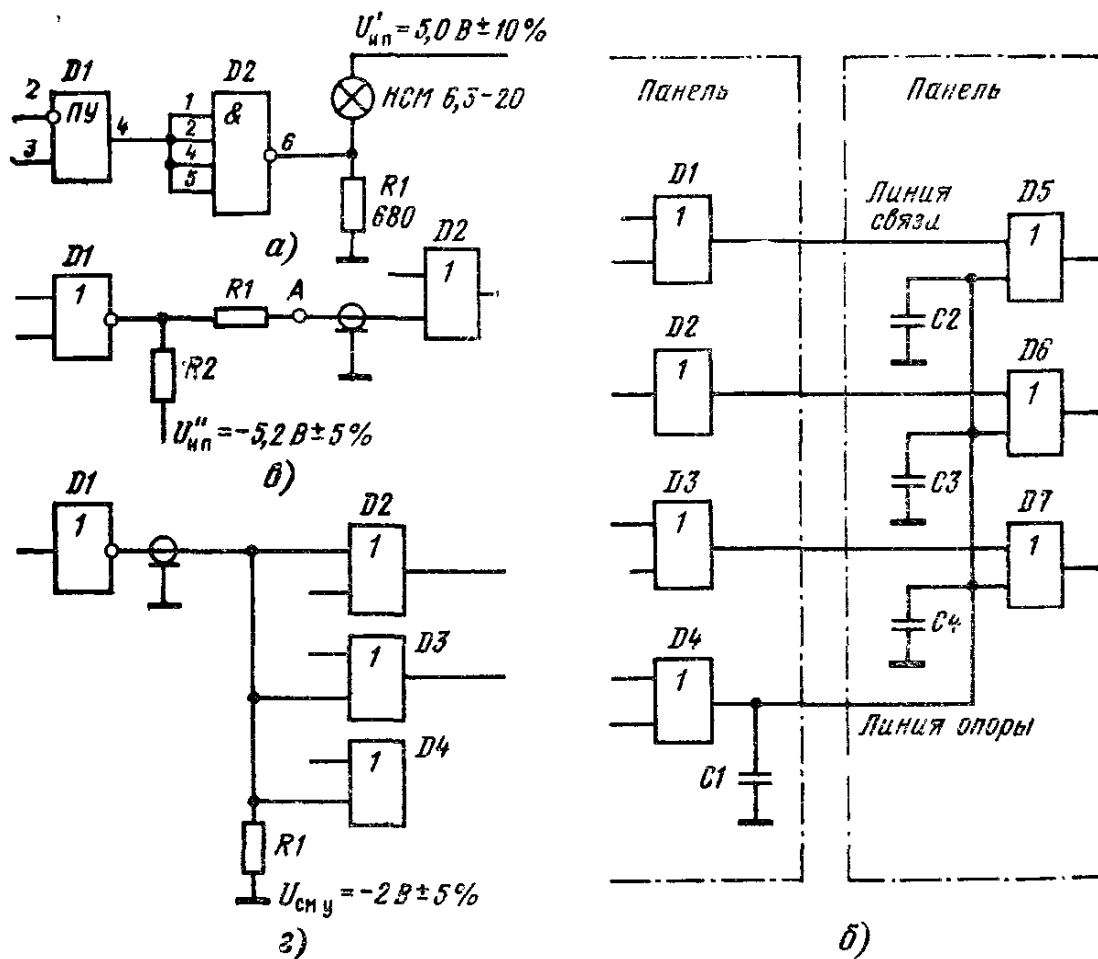 U'ип = 5,0 В ± 10%
D1
D2
2
ПУ
4
3
1
&
2
4
5
6
НСМ 6,3-20
R1
680
а)
D1
1
R1
А
D2
1
R2
U''ип = -5,2 В ± 5%
в)
D1
1
D2
1
D3
1
D4
1
R1
Uсм у = -2 В ± 5%
г)
Панель
Панель
D1
1
Линия
связи
D5
1
C2
D2
1
D6
1
C3
D3
1
D7
1
C4
D4
1
Линия опоры
C1
б)